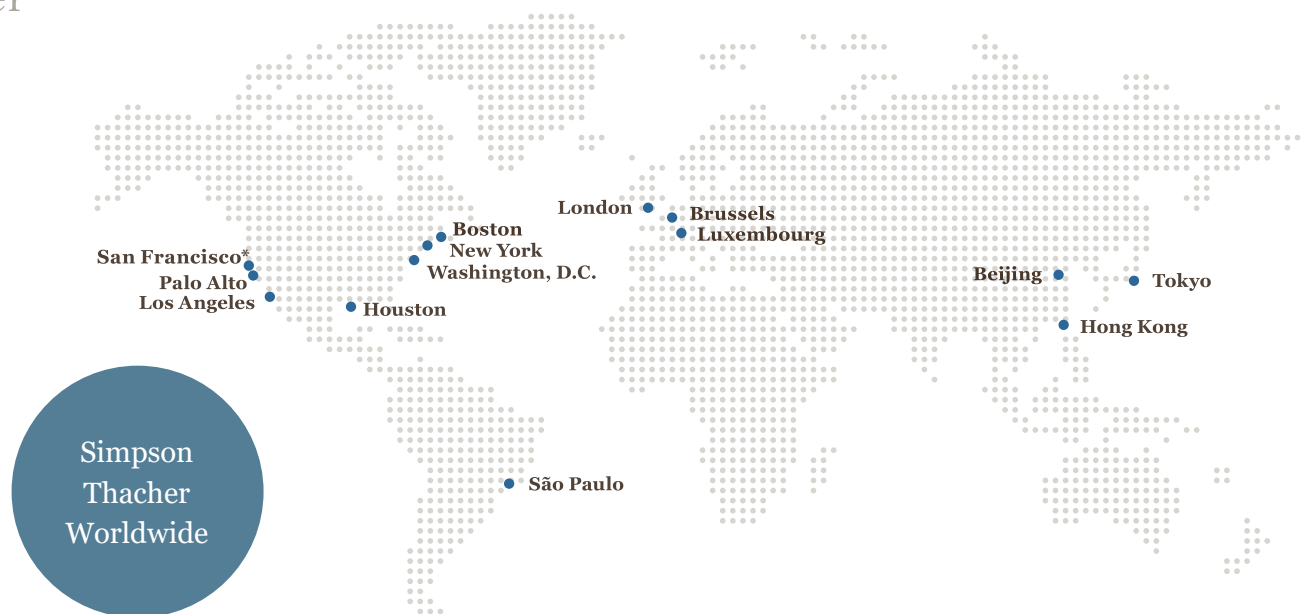 er
London
Brussels
Luxembourg
Boston
New York
Washington, D.C.
San Francisco*
Palo Alto
Los Angeles
Houston
Beijing
Tokyo
Hong Kong
São Paulo
Simpson
Thacher
Worldwide